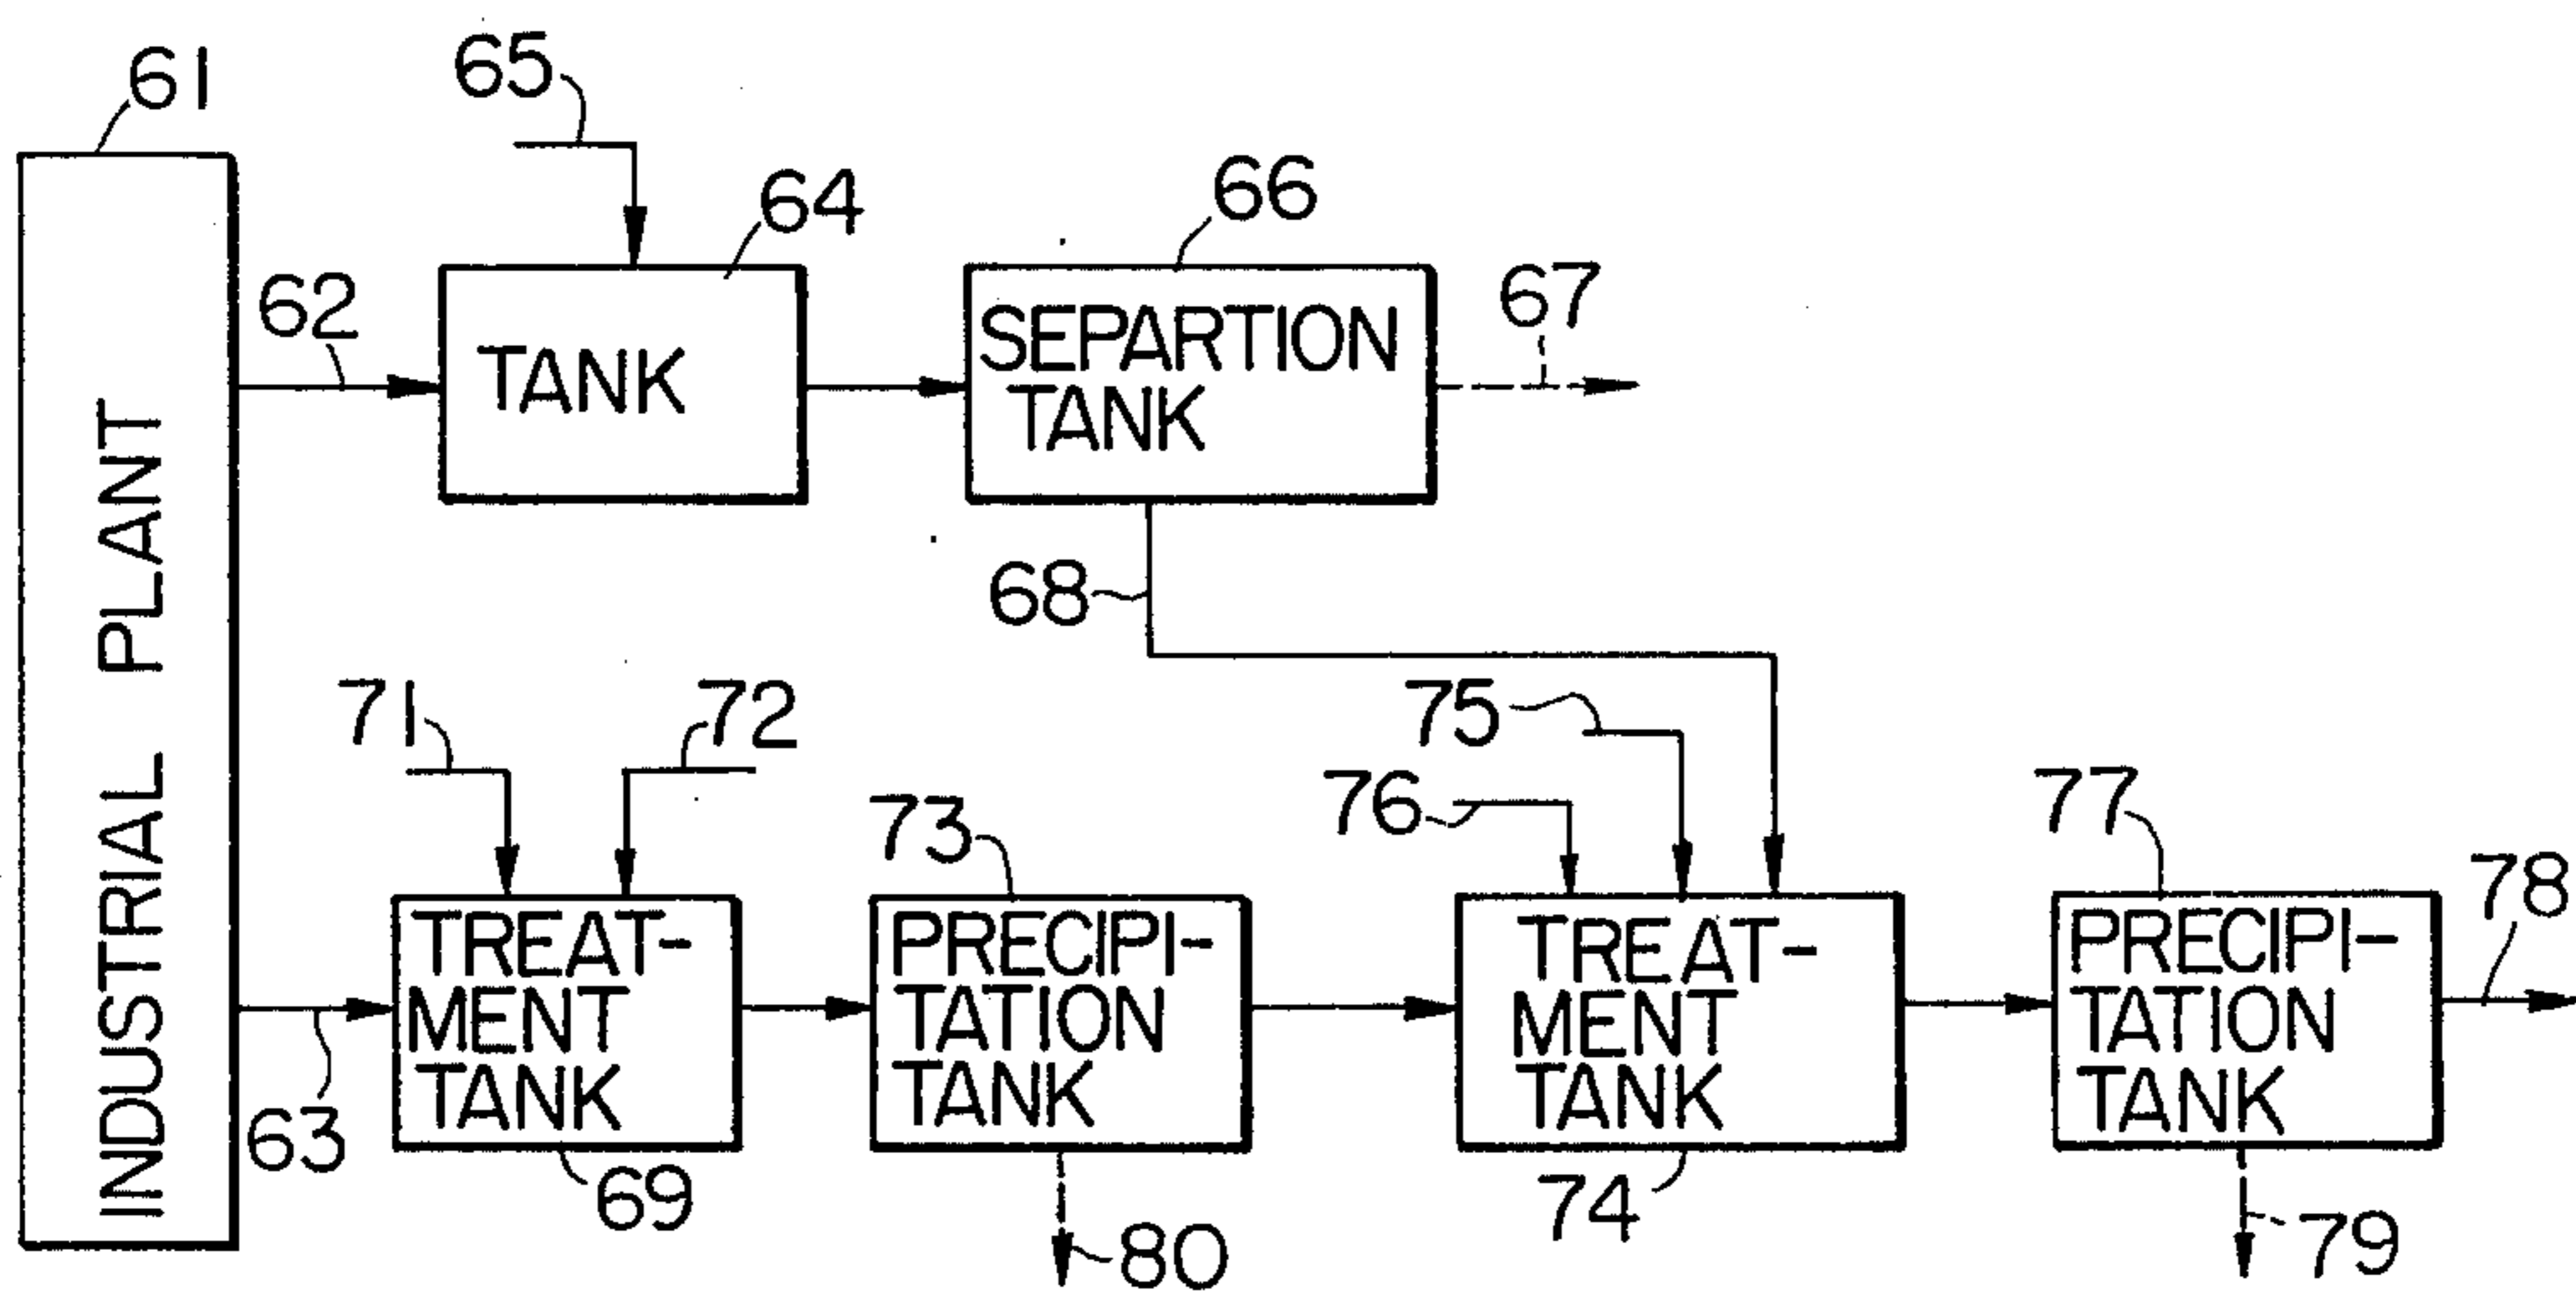 61
65
64
66
62
67
TANK
SEPARTION
TANK
INDUSTRIAL PLANT
68
71
72
75
76
73
77
78
TREAT-
MENT
TANK
PRECIPI-
TATION
TANK
TREAT-
MENT
TANK
PRECIPI-
TATION
TANK
63
69
80
74
79